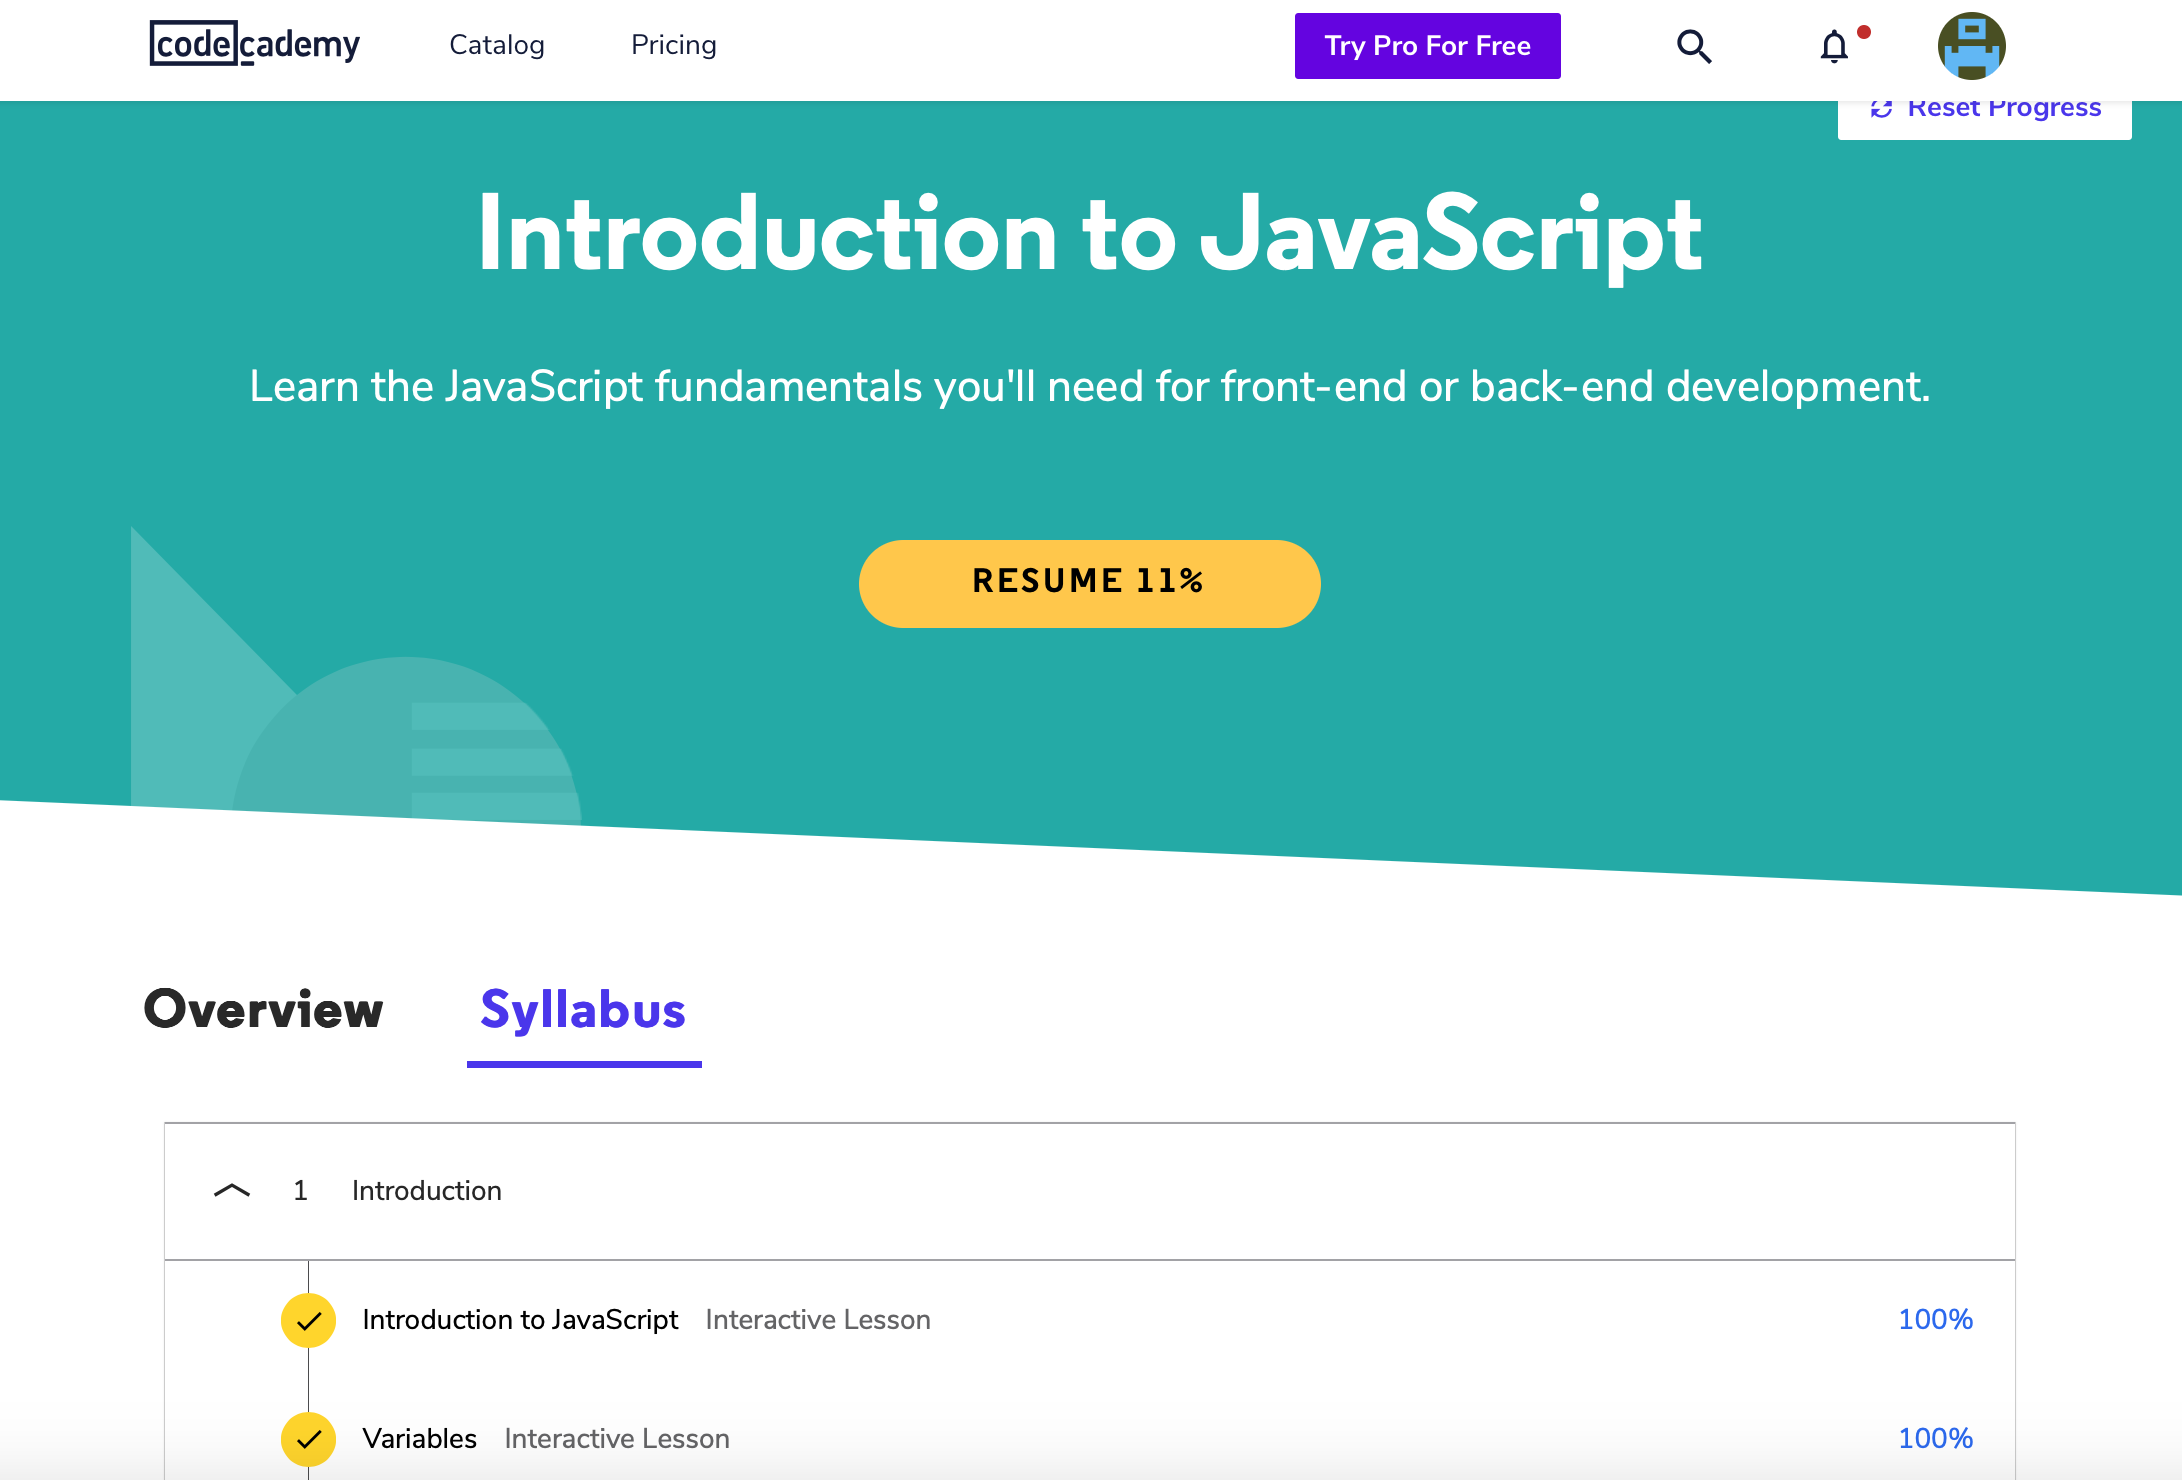 codecademy Catalog Pricing Try Pro For Free
Reset Progress
Introduction to JavaScript
Learn the JavaScript fundamentals you'll need for front-end or back-end development.
RESUME 11%
Overview Syllabus
1 Introduction
Introduction to JavaScript Interactive Lesson 100%
Variables Interactive Lesson 100%